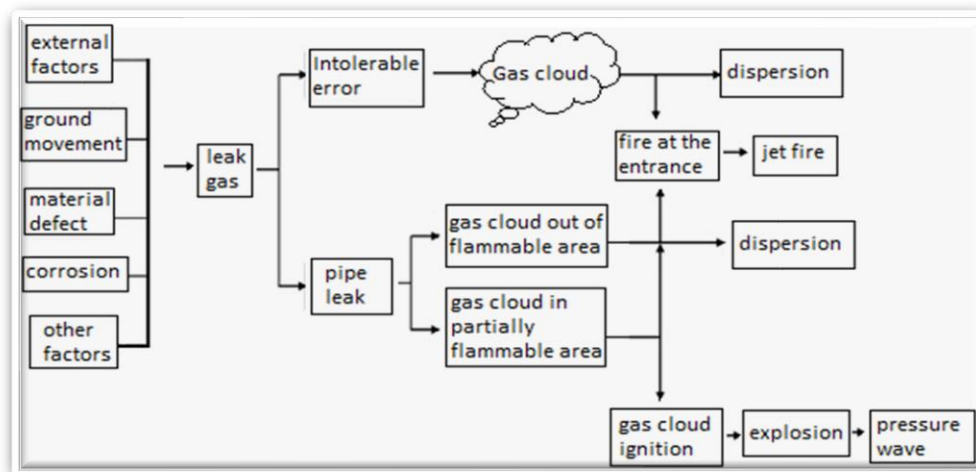 external
factors
ground
movement
material
defect
corrosion
other
factors
leak
gas
Intolerable
error
pipe
leak
Gas cloud
dispersion
fire at the
entrance
jet fire
gas cloud out of
flammable area
gas cloud in
partially
flammable area
dispersion
gas cloud
ignition
explosion
pressure
wave